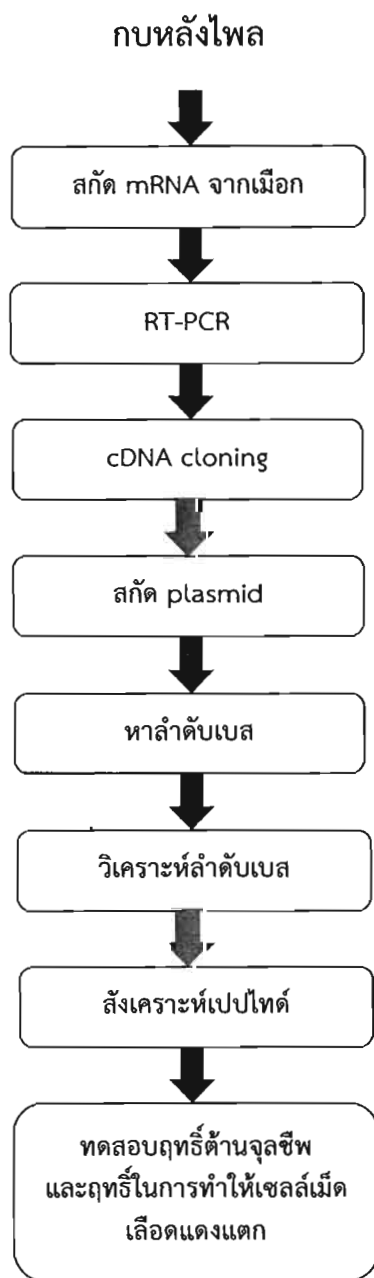 กบหลังไพล
สกัด mRNA จากเมือก
RT-PCR
cDNA cloning
สกัด plasmid
หาลำดับเบส
วิเคราะห์ลำดับเบส
สังเคราะห์เปปไทด์
ทดสอบฤทธิ์ต้านจุลชีพ
และฤทธิ์ในการทำให้เซลล์เม็ด
เลือดแดงแตก